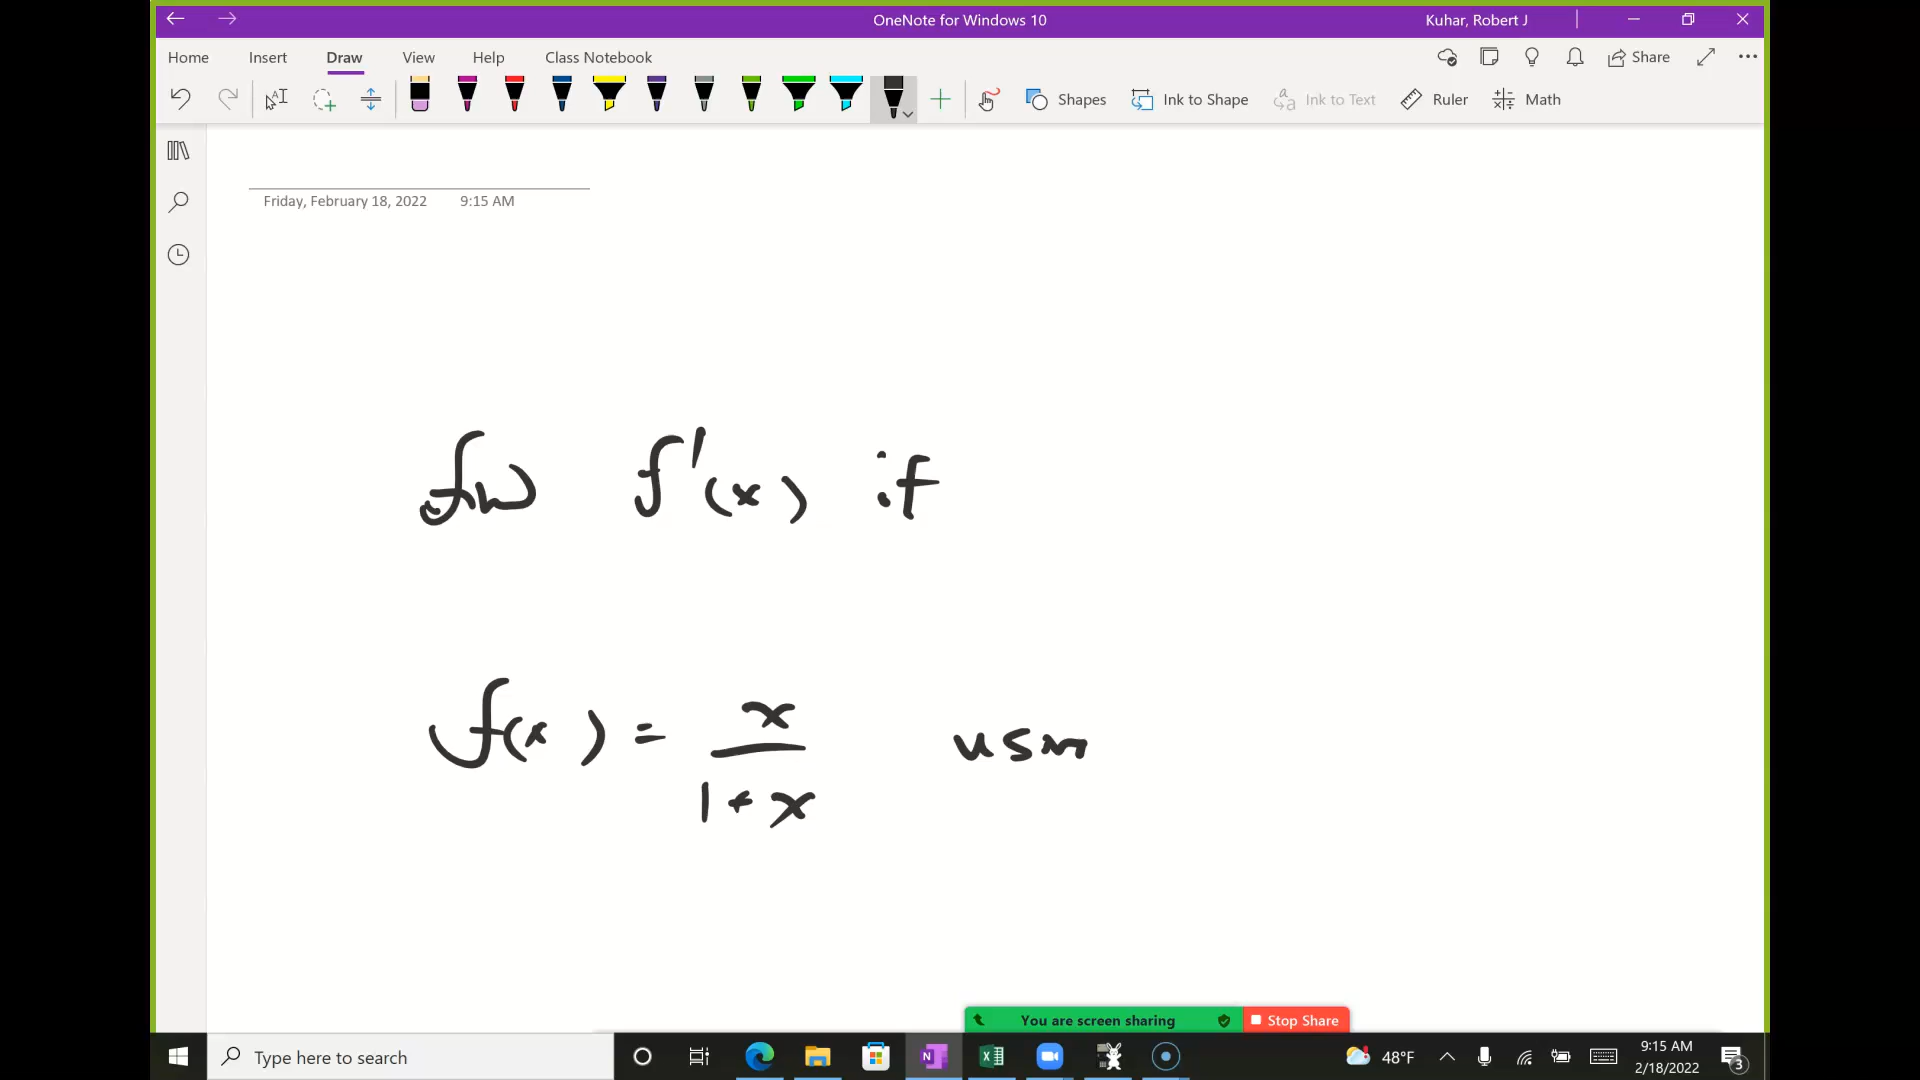 OneNote for Windows 10
Kuhar, Robert J
Home Insert Draw View Help Class Notebook Share
Shapes Ink to Shape Ink to Text Ruler Math
Friday, February 18, 2022 9:15 AM
f'(x) if
f(x) = x / 1 + x
You are screen sharing Stop Share
Type here to search 48°F 9:15 AM
2/18/2022 3